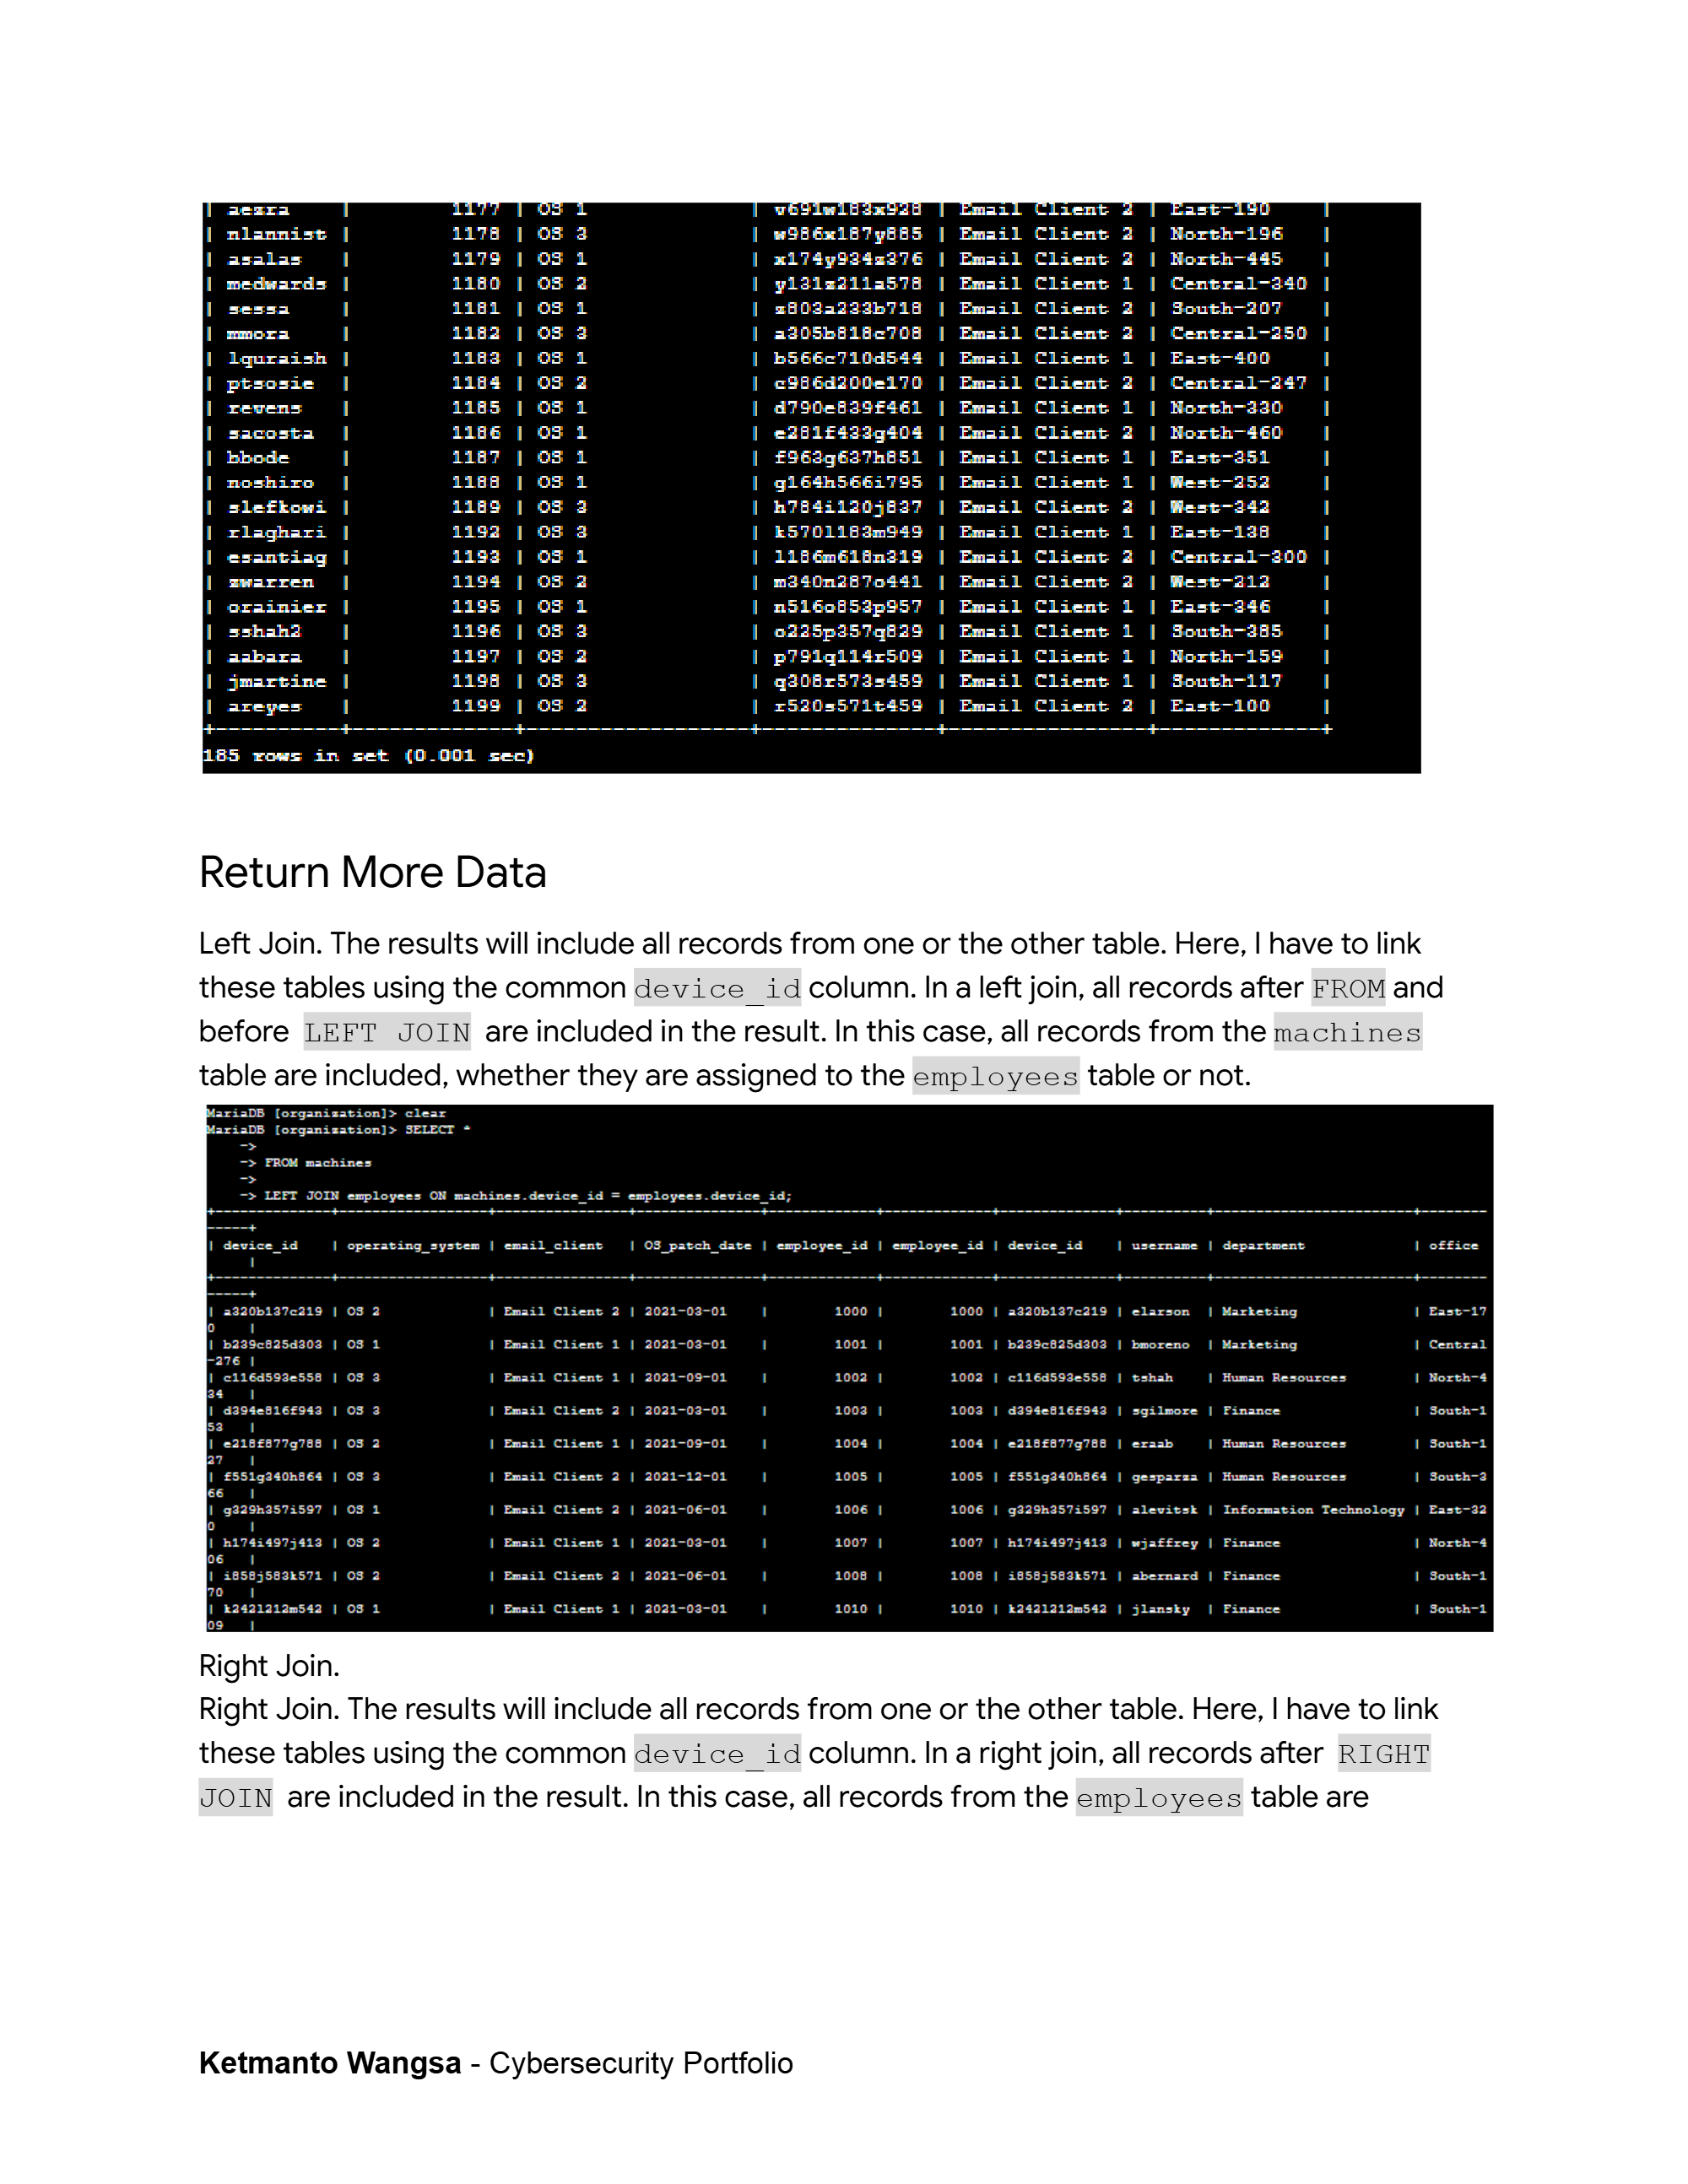 | aezra    |         1177 | OS 1             | v691w183x928 | Email Client 2 | East-190    |
| nlannist |         1178 | OS 3             | w986x187y885 | Email Client 2 | North-196   |
| asalas   |         1179 | OS 1             | x174y934z376 | Email Client 2 | North-445   |
| medwards |         1180 | OS 2             | y131z211a578 | Email Client 1 | Central-340 |
| sessa    |         1181 | OS 1             | z803a233b718 | Email Client 2 | South-207   |
| mmora    |         1182 | OS 3             | a305b818c708 | Email Client 2 | Central-250 |
| lquraish |         1183 | OS 1             | b566c710d544 | Email Client 1 | East-400    |
| ptsosie  |         1184 | OS 2             | c986d200e170 | Email Client 2 | Central-247 |
| revens   |         1185 | OS 1             | d790e839f461 | Email Client 1 | North-330   |
| sacosta  |         1186 | OS 1             | e281f433g404 | Email Client 2 | North-460   |
| bbode    |         1187 | OS 1             | f963g637h851 | Email Client 1 | East-351    |
| noshiro  |         1188 | OS 1             | g164h566i795 | Email Client 1 | West-252    |
| slefkowi |         1189 | OS 3             | h784i120j837 | Email Client 2 | West-342    |
| rlaghari |         1192 | OS 3             | k570l183m949 | Email Client 1 | East-138    |
| esantiag |         1193 | OS 1             | l186m618n319 | Email Client 2 | Central-300 |
| zwarren  |         1194 | OS 2             | m340n287o441 | Email Client 2 | West-212    |
| orainier |         1195 | OS 1             | n516o853p957 | Email Client 1 | East-346    |
| sshah2   |         1196 | OS 3             | o225p357q829 | Email Client 1 | South-385   |
| aabara   |         1197 | OS 2             | p791q114r509 | Email Client 1 | North-159   |
| jmartine |         1198 | OS 3             | q308r573s459 | Email Client 1 | South-117   |
| areyes   |         1199 | OS 2             | r520s571t459 | Email Client 2 | East-100    |
185 rows in set (0.001 sec)
Return More Data
Left Join. The results will include all records from one or the other table. Here, I have to link
these tables using the common device_id column. In a left join, all records after FROM and
before LEFT JOIN are included in the result. In this case, all records from the machines
table are included, whether they are assigned to the employees table or not.
MariaDB [organization]> clear
MariaDB [organization]> SELECT *
->
-> FROM machines
->
-> LEFT JOIN employees ON machines.device_id = employees.device_id;
| device_id    | operating_system | email_client   | OS_patch_date | employee_id | employee_id | device_id    | username | department             | office
|
| a320b137c219 | OS 2             | Email Client 2 | 2021-03-01    |        1000 |        1000 | a320b137c219 | elarson  | Marketing              | East-17
0    |
| b239c825d303 | OS 1             | Email Client 1 | 2021-03-01    |        1001 |        1001 | b239c825d303 | bmoreno  | Marketing              | Central
-276 |
| c116d593e558 | OS 3             | Email Client 1 | 2021-09-01    |        1002 |        1002 | c116d593e558 | tshah    | Human Resources        | North-4
34   |
| d394e816f943 | OS 3             | Email Client 2 | 2021-03-01    |        1003 |        1003 | d394e816f943 | sgilmore | Finance                | South-1
53   |
| e218f877g788 | OS 2             | Email Client 1 | 2021-09-01    |        1004 |        1004 | e218f877g788 | eraab    | Human Resources        | South-1
27   |
| f551g340h864 | OS 3             | Email Client 2 | 2021-12-01    |        1005 |        1005 | f551g340h864 | gesparza | Human Resources        | South-3
66   |
| g329h357i597 | OS 1             | Email Client 2 | 2021-06-01    |        1006 |        1006 | g329h357i597 | alevitsk | Information Technology | East-32
0    |
| h174i497j413 | OS 2             | Email Client 1 | 2021-03-01    |        1007 |        1007 | h174i497j413 | wjaffrey | Finance                | North-4
06   |
| i858j583k571 | OS 2             | Email Client 2 | 2021-06-01    |        1008 |        1008 | i858j583k571 | abernard | Finance                | South-1
70   |
| k242l212m542 | OS 1             | Email Client 1 | 2021-03-01    |        1010 |        1010 | k242l212m542 | jlansky  | Finance                | South-1
09   |
Right Join.
Right Join. The results will include all records from one or the other table. Here, I have to link
these tables using the common device_id column. In a right join, all records after RIGHT
JOIN are included in the result. In this case, all records from the employees table are
Ketmanto Wangsa - Cybersecurity Portfolio